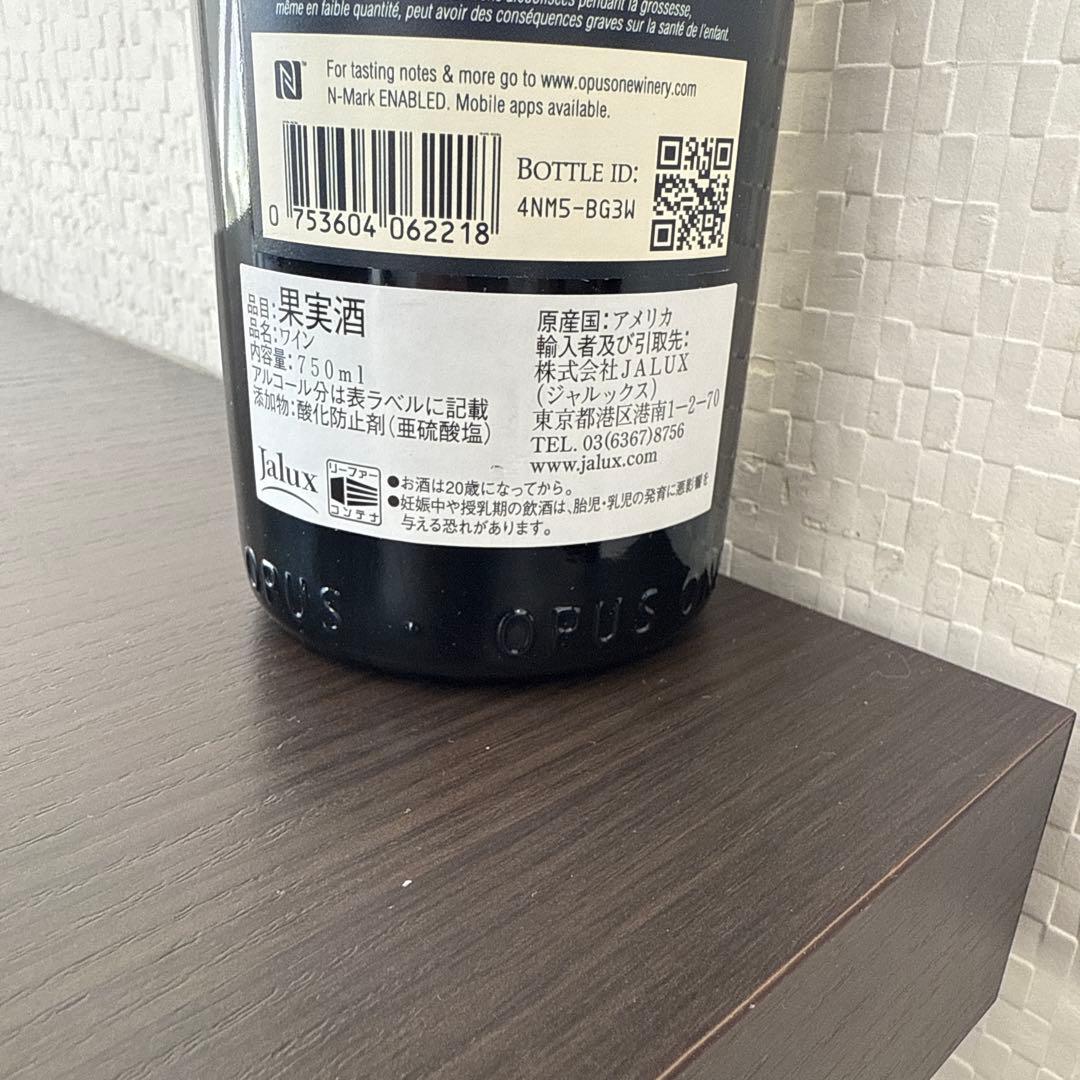 pendant la grossesse,
même en faible quantité, peut avoir des conséquences graves sur la santé de l'enfant.
N™ For tasting notes & more go to www.opusonewinery.com
N-Mark ENABLED. Mobile apps available.
BOTTLE ID:
4NM5-BG3W
0 753604 062218
品目:果実酒
品名:ワイン
内容量:750ml
アルコール分は表ラベルに記載
添加物:酸化防止剤(亜硫酸塩)
原産国:アメリカ
輸入者及び引取先:
株式会社JALUX
(ジャルックス)
東京都港区港南1-2-70
TEL. 03(6367)8756
www.jalux.com
Jalux
リーファー
コンテナ
●お酒は20歳になってから。
●妊娠中や授乳期の飲酒は、胎児・乳児の発育に悪影響を
与える恐れがあります。
OPUS · OPUS ON